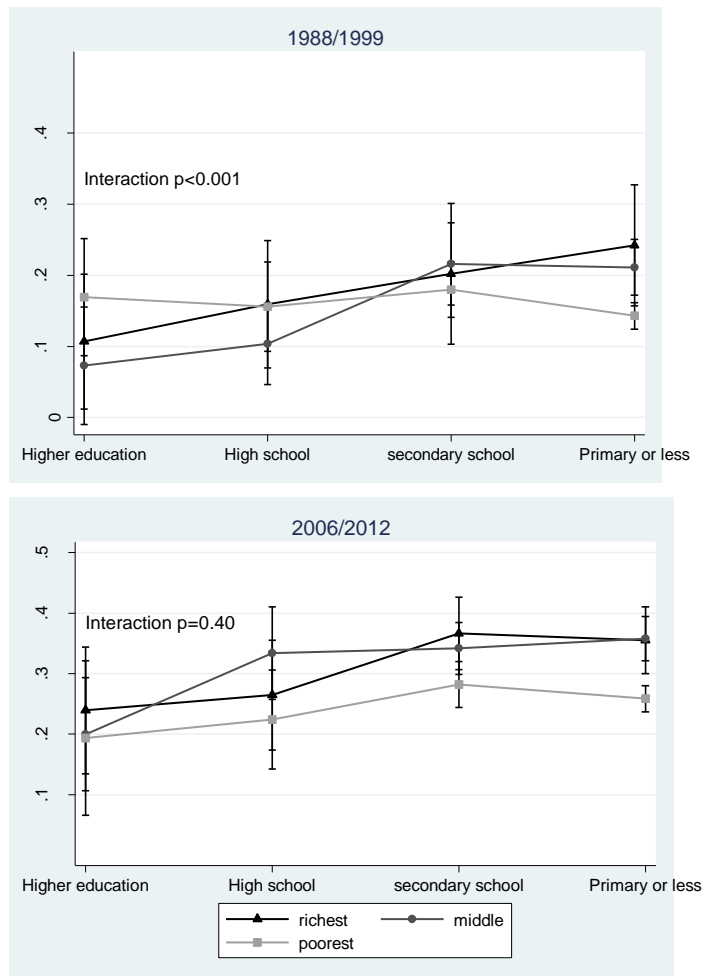 1988/1999
.4
Interaction p<0.001
.3
.2
.1
0
Higher education High school secondary school Primary or less
2006/2012
.5
.4
Interaction p=0.40
.3
.2
.1
Higher education High school secondary school Primary or less
richest middle
poorest